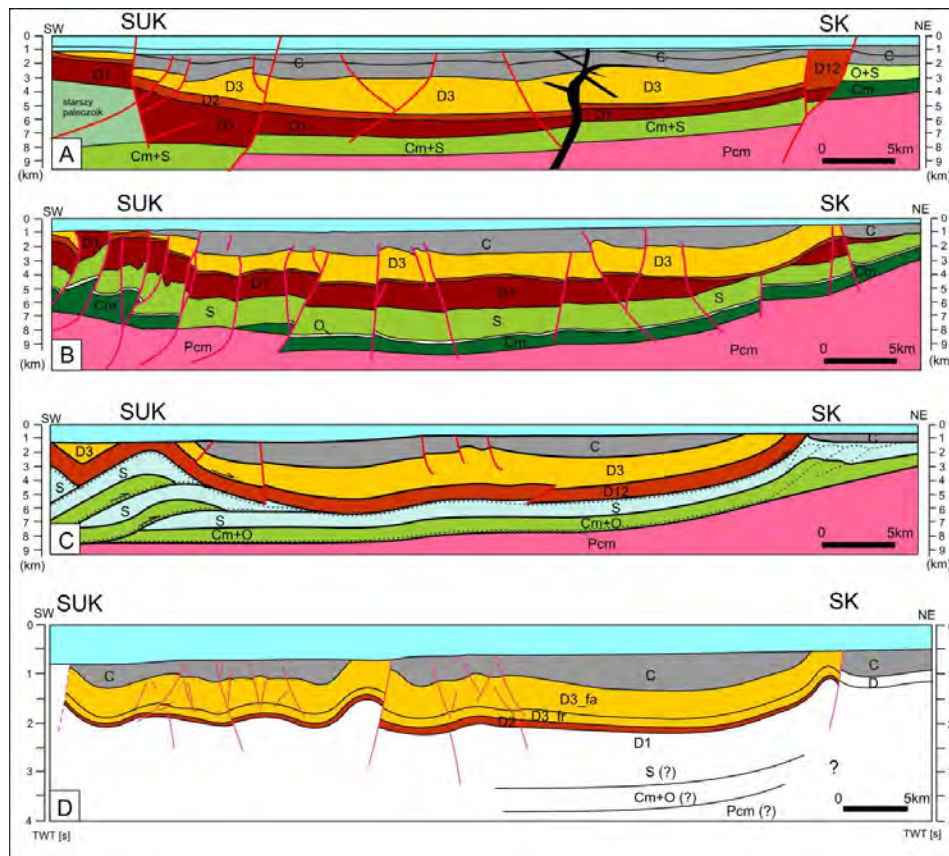 SUK SK
SW NE
0 0
1 C C C 1
2 D1 D12 2
3 D3 D3 D3 O+S 3
4 starszy paleozoik D2 Cm 4
5 D1 D1 D1 5
6 Cm+S 6
7 Cm+S 7
8 Cm+S Pcm 8
9 A 0 5km 9
(km) (km)
SUK SK
SW NE
0 0
1 D1 C C 1
2 2
3 D3 D3 Cm 3
4 D1 4
5 D1 5
6 Cm S S 6
7 S 7
8 O Cm 8
9 B Pcm Pcm 0 5km 9
(km) (km)
SUK SK
SW NE
0 0
1 C C 1
2 D3 2
3 D3 3
4 S 4
5 D12 5
6 S S 6
7 S Cm+O 7
8 Cm+O Pcm 8
9 C 0 5km 9
(km) (km)
SUK SK
SW NE
0
1 C C C
D3_fa D
2 D2 D3_fr
D1
3 S (?) ?
Cm+O (?)
D Pcm (?) 0 5km
4 4
TWT [s] TWT [s]